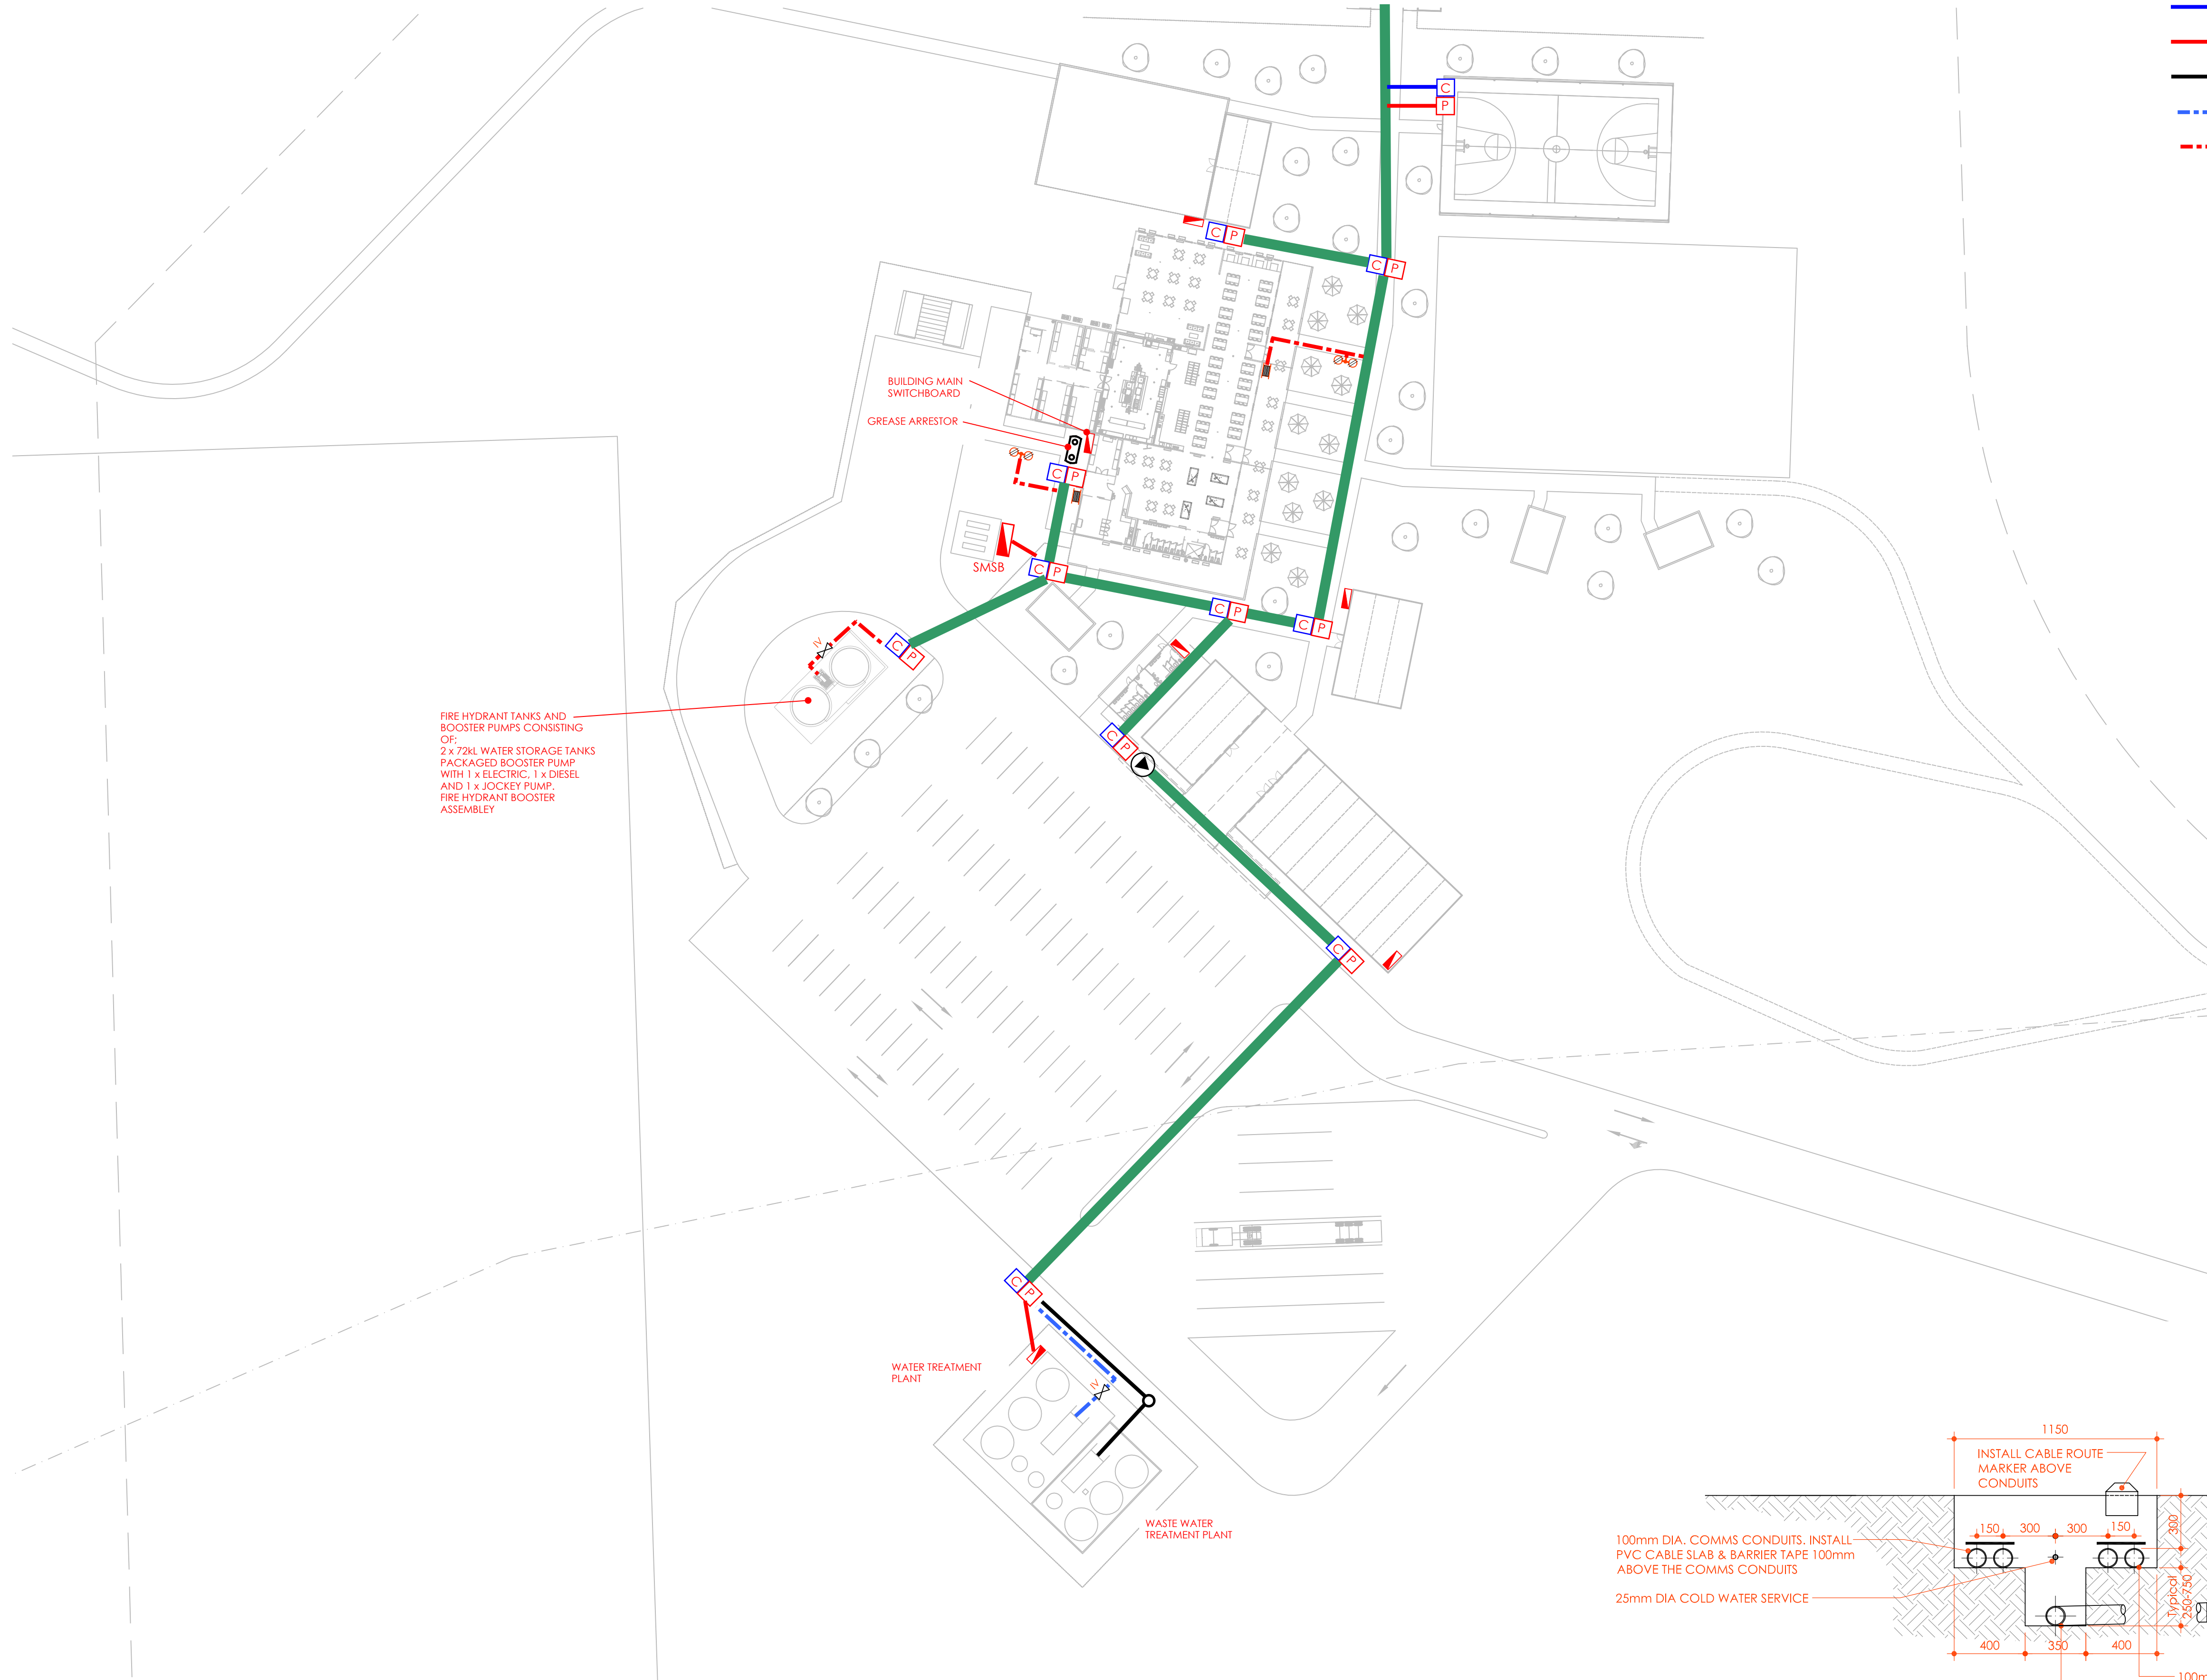 C
P
C P
C P
BUILDING MAIN
SWITCHBOARD
GREASE ARRESTOR
C P
SMSB
C P
C P
C P
IV
C P
FIRE HYDRANT TANKS AND
BOOSTER PUMPS CONSISTING
OF;
2 x 72kL WATER STORAGE TANKS
PACKAGED BOOSTER PUMP
WITH 1 x ELECTRIC, 1 x DIESEL
AND 1 x JOCKEY PUMP.
FIRE HYDRANT BOOSTER
ASSEMBLEY
C P
C P
C P
WATER TREATMENT
PLANT
IV
WASTE WATER
TREATMENT PLANT
1150
INSTALL CABLE ROUTE
MARKER ABOVE
CONDUITS
150 300 300 150
300
100mm DIA. COMMS CONDUITS. INSTALL
PVC CABLE SLAB & BARRIER TAPE 100mm
ABOVE THE COMMS CONDUITS
25mm DIA COLD WATER SERVICE
Typical
250-750
400 350 400